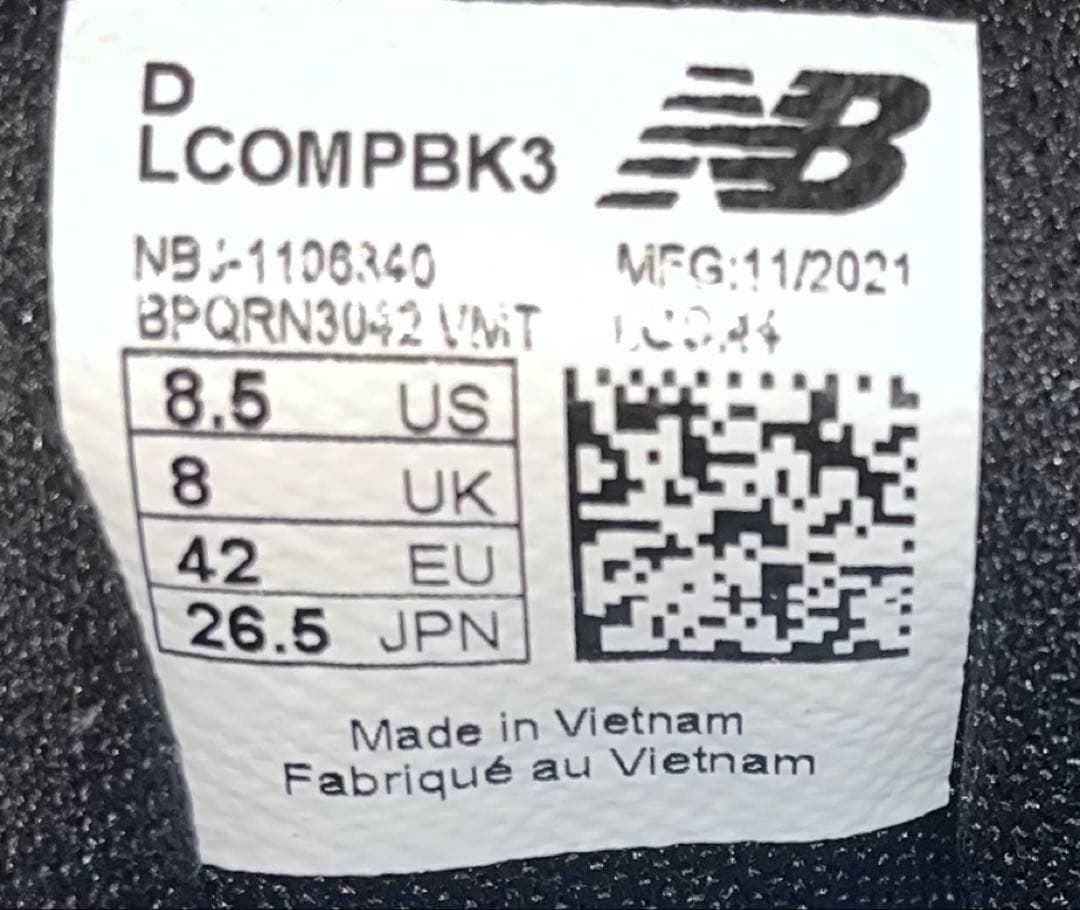 D
LCOMPBK3
NB
MFG:11/2021
8.5 US
8 UK
42 EU
26.5 JPN
Made in Vietnam
Fabriqué au Vietnam